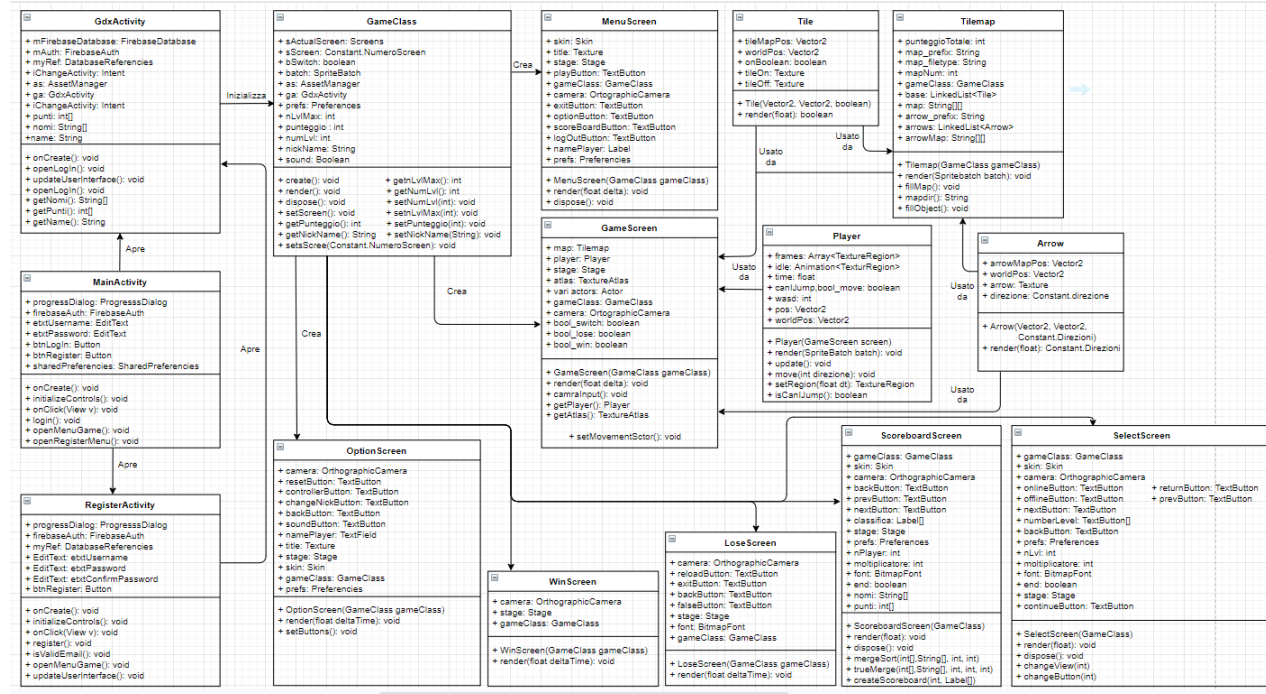 GdxActivity
+ mFirebaseDatabase: FirebaseDatabase
+ mAuth: FirebaseAuth
+ myRef: DatabaseReferencies
+ iChangeActivity: Intent
+ as: AssetManager
+ ga: GdxActivity
+ iChangeActivity: Intent
+ punti: int[]
+ nomi: String[]
+name: String
+ onCreate(): void
+ openLogIn(): void
+ updateUserInterface(): void
+ openLogIn(): void
+ getNomi(): String[]
+ getPunti(): int[]
+ getName(): String
Inizializza
Apre
MainActivity
+ progressDialog: ProgresssDialog
+ firebaseAuth: FirebaseAuth
+ etxtUsername: EditText
+ etxtPassword: EditText
+ btnLogIn: Button
+ btnRegister: Button
+ sharedPreferencies: SharedPreferencies
+ onCreate(): void
+ initializeControls(): void
+ onClick(View v): void
+ login(): void
+ openMenuGame(): void
+ openRegisterMenu(): void
Apre
Apre
RegisterActivity
+ progressDialog: ProgresssDialog
+ firebaseAuth: FirebaseAuth
+ myRef: DatabaseReferencies
+ EditText: etxtUsername
+ EditText: etxtPassword
+ EditText: etxtConfirmPassword
+ btnRegister: Button
+ onCreate(): void
+ initializeControls(): void
+ onClick(View v): void
+ register(): void
+ isValidEmail(): void
+ openMenuGame(): void
+ updateUserinterface(): void
GameClass
+ sActualScreen: Screens
+ sScreen: Constant.NumeroScreen
+ bSwitch: boolean
+ batch: SpriteBatch
+ as: AssetManager
+ ga: GdxActivity
+ prefs: Preferences
+ nLvlMax: int
+ punteggio : int
+ numLvl: int
+ nickName: String
+ sound: Boolean
+ create(): void + getnLvlMax(): int
+ render(): void + getNumLvl(): int
+ dispose(): void + setNumLvl(int): void
+ setScreen(): void + setnLvlMax(int): void
+ getPunteggio(): int + setPunteggio(int): void
+ getNickName(): String + setNickName(String): void
+ setsScree(Constant.NumeroScreen): void
Crea
Crea
Crea
MenuScreen
+ skin: Skin
+ title: Texture
+ stage: Stage
+ playButton: TextButton
+ gameClass: GameClass
+ camera: OrtographicCamera
+ exitButton: TextButton
+ optionButton: TextButton
+ scoreBoardButton: TextButton
+ logOutButton: TextButton
+ namePlayer: Label
+ prefs: Preferencies
+ MenuScreen(GameClass gameClass)
+ render(float delta): void
+ dispose(): void
GameScreen
+ map: Tilemap
+ player: Player
+ stage: Stage
+ atlas: TextureAtlas
+ vari actors: Actor
+ gameClass: GameClass
+ camera: OrtographicCamera
+ bool_switch: boolean
+ bool_lose: boolean
+ bool_win: boolean
+ GameScreen(GameClass gameClass)
+ render(float delta): void
+ camraInput(): void
+ getPlayer(): Player
+ getAtlas(): TextureAtlas
+ setMovementSctor(): void
Tile
+ tileMapPos: Vector2
+ worldPos: Vector2
+ onBoolean: boolean
+ tileOn: Texture
+ tileOff: Texture
+ Tile(Vector2, Vector2, boolean)
+ render(float): boolean
Usato
da
Usato
da
Tilemap
+ punteggioTotale: int
+ map_prefix: String
+ map_filetype: String
+ mapNum: int
+ gameClass: GameClass
+ base: LinkedList<Tile>
+ map: String[][]
+ arrow_prefix: String
+ arrows: LinkedList<Arrow>
+ arrowMap: String[][]
+ Tilemap(GameClass gameClass)
+ render(Spritebatch batch): void
+ fillMap(): void
+ mapdir(): String
+ fillObject(): void
Player
+ frames: Array<TextureRegion>
+ idle: Animation<TexturRegion>
+ time: float
+ canIJump,bool_move: boolean
+ wasd: int
+ pos: Vector2
+ worldPos: Vector2
+ Player(GameScreen screen)
+ render(SpriteBatch batch): void
+ update(): void
+ move(int direzione): void
+ setRegion(float dt): TextureRegion
+ isCanIJump(): boolean
Usato
da
Arrow
+ arrowMapPos: Vector2
+ worldPos: Vector2
+ arrow: Texture
+ direzione: Constant.direzione
+ Arrow(Vector2, Vector2,
Constant.Direzioni)
+ render(float): Constant.Direzioni
Usato
da
Usato
da
OptionScreen
+ camera: OrthographicCamera
+ resetButton: TextButton
+ controllerButton: TextButton
+ changeNickButton: TextButton
+ backButton: TextButton
+ soundButton: TextButton
+ namePlayer: TextField
+ title: Texture
+ stage: Stage
+ skin: Skin
+ gameClass: GameClass
+ prefs: Preferencies
+ OptionScreen(GameClass gameClass)
+ render(float deltaTime): void
+ setButtons(): void
WinScreen
+ camera: OrthographicCamera
+ stage: Stage
+ gameClass: GameClass
+ WinScreen(GameClass gameClass)
+ render(float deltaTime): void
LoseScreen
+ camera: OrthographicCamera
+ reloadButton: TextButton
+ exitButton: TextButton
+ backButton: TextButton
+ falseButton: TextButton
+ stage: Stage
+ font: BitmapFont
+ gameClass: GameClass
+ LoseScreen(GameClass gameClass)
+ render(float deltaTime): void
ScoreboardScreen
+ gameClass: GameClass
+ skin: Skin
+ camera: OrthographicCamera
+ backButton: TextButton
+ prevButton: TextButton
+ nextButton: TextButton
+ classifica: Label[]
+ stage: Stage
+ prefs: Preferences
+ nPlayer: int
+ moltiplicatore: int
+ font: BitmapFont
+ end: boolean
+ nomi: String[]
+ punti: int[]
+ ScoreboardScreen(GameClass)
+ render(float): void
+ dispose(): void
+ mergeSort(int[],String[], int, int)
+ trueMerge(int[],String[], int, int, int)
+ createScoreboard(int, Label[])
SelectScreen
+ gameClass: GameClass
+ skin: Skin
+ camera: OrthographicCamera
+ onlineButton: TextButton + returnButton: TextButton
+ offlineButton: TextButton + prevButton: TextButton
+ nextButton: TextButton
+ numberLevel: TextButton[]
+ backButton: TextButton
+ prefs: Preferences
+ nLvl: int
+ moltiplicatore: int
+ font: BitmapFont
+ end: boolean
+ stage: Stage
+ continueButton: TextButton
+ SelectScreen(GameClass)
+ render(float): void
+ dispose(): void
+ changeView(int)
+ changeButton(int)